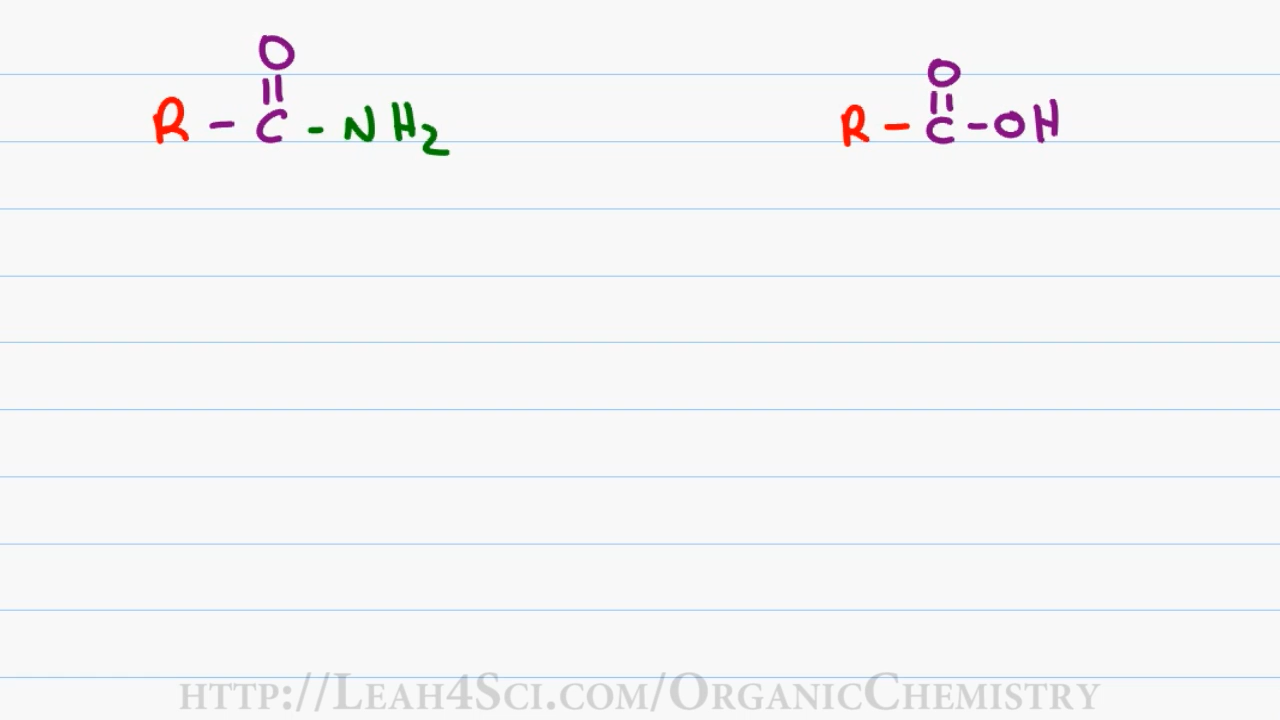 O O
|| ||
R - C - NH₂ R - C - OH
HTTP://LEAH4SCI.COM/ORGANICCHEMISTRY